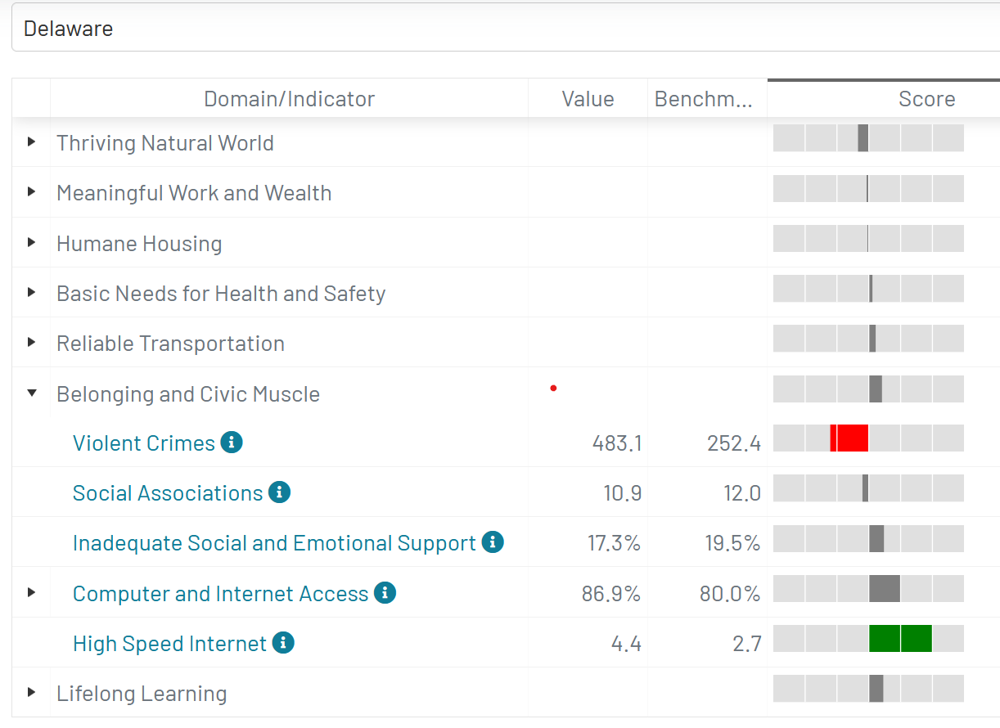 Delaware
Domain/Indicator Value Benchm... Score
Thriving Natural World
Meaningful Work and Wealth
Humane Housing
Basic Needs for Health and Safety
Reliable Transportation
Belonging and Civic Muscle
Violent Crimes 483.1 252.4
Social Associations 10.9 12.0
Inadequate Social and Emotional Support 17.3% 19.5%
Computer and Internet Access 86.9% 80.0%
High Speed Internet 4.4 2.7
Lifelong Learning